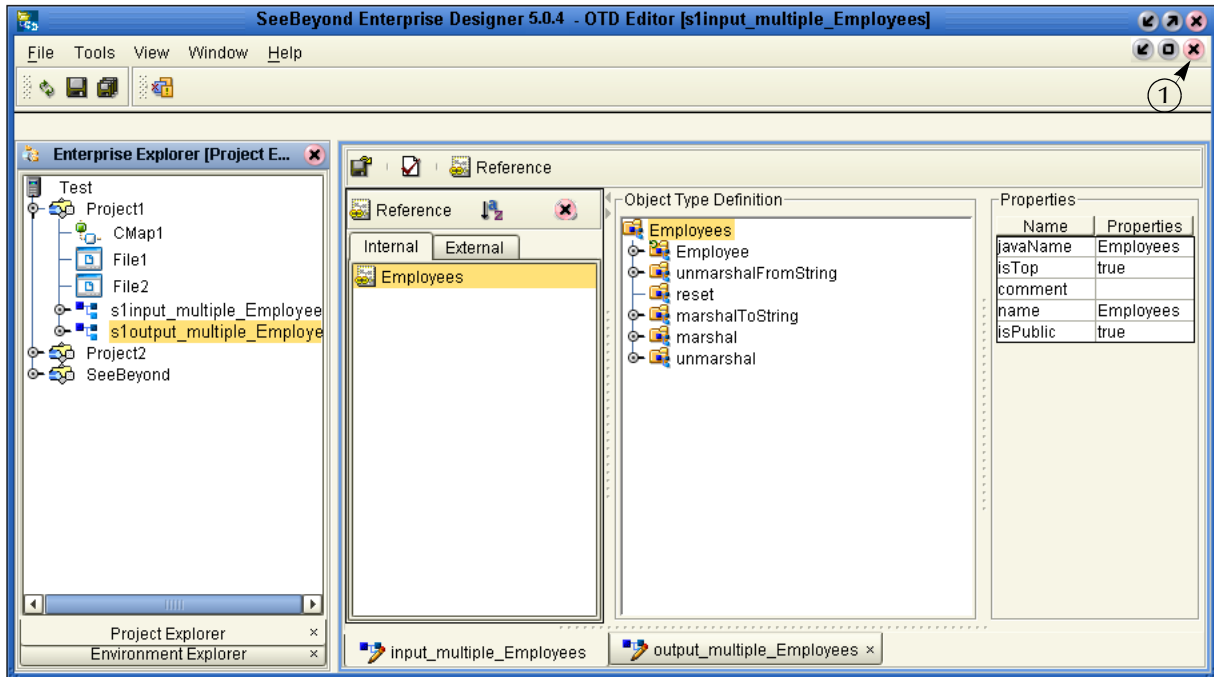 SeeBeyond Enterprise Designer 5.0.4 - OTD Editor [s1input_multiple_Employees]
File Tools View Window Help
1
Enterprise Explorer [Project E...
Test
Project1
CMap1
File1
File2
s1input_multiple_Employee
s1output_multiple_Employe
Project2
SeeBeyond
Project Explorer ×
Environment Explorer ×
Reference
Reference
Internal External
Employees
Object Type Definition
Employees
Employee
unmarshalFromString
reset
marshalToString
marshal
unmarshal
Properties
Name Properties
javaName Employees
isTop true
comment
name Employees
isPublic true
input_multiple_Employees
output_multiple_Employees ×